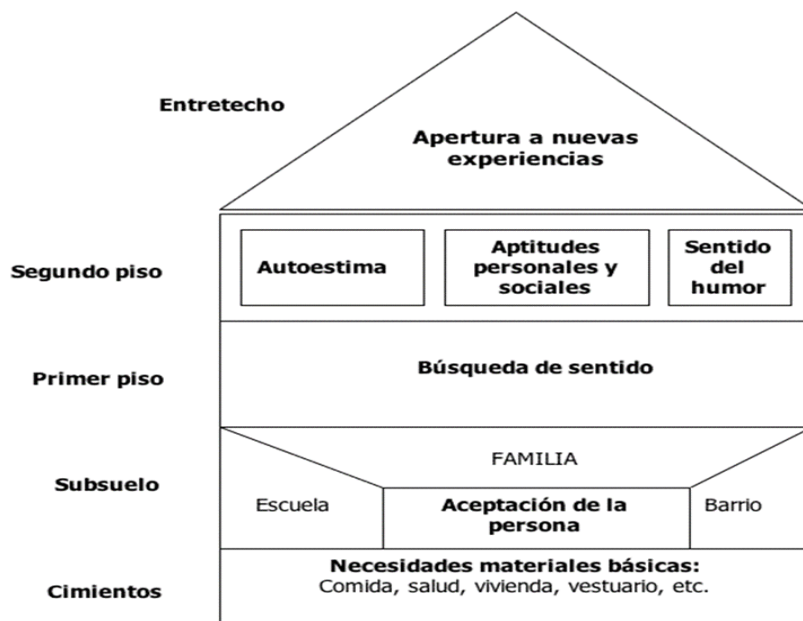 Entretecho
Apertura a nuevas
experiencias
Segundo piso
Autoestima
Aptitudes
personales y
sociales
Sentido
del
humor
Primer piso
Búsqueda de sentido
Subsuelo
FAMILIA
Escuela
Aceptación de la
persona
Barrio
Cimientos
Necesidades materiales básicas:
Comida, salud, vivienda, vestuario, etc.